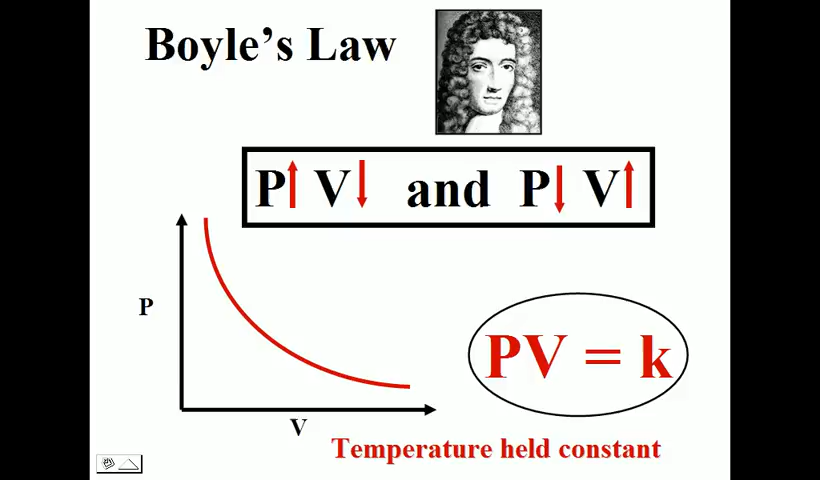 Boyle's Law
P↑ V↓ and P↓ V↑
P
PV = k
V
Temperature held constant